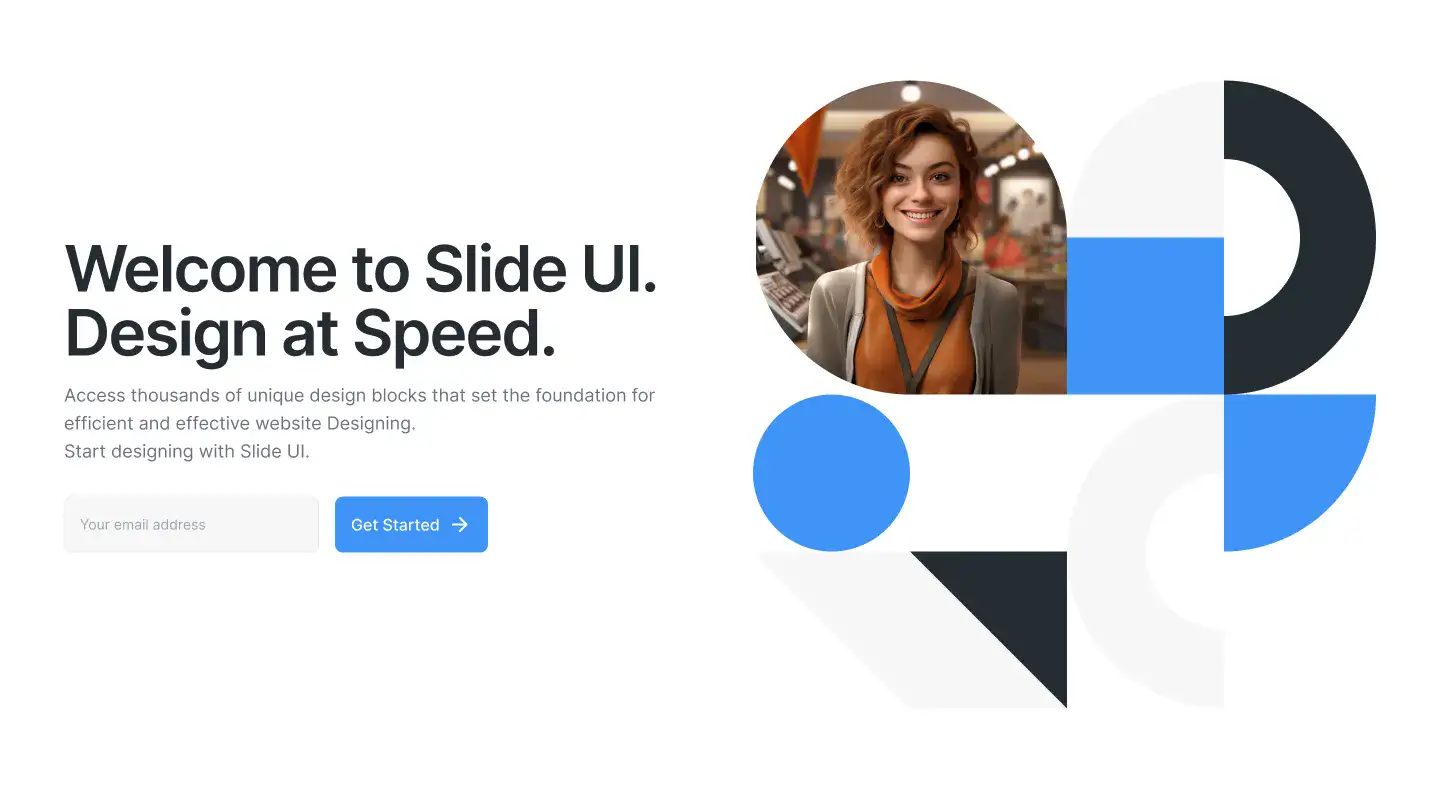 Welcome to Slide UI.
Design at Speed.
Access thousands of unique design blocks that set the foundation for
efficient and effective website Designing.
Start designing with Slide UI.
Your email address
Get Started